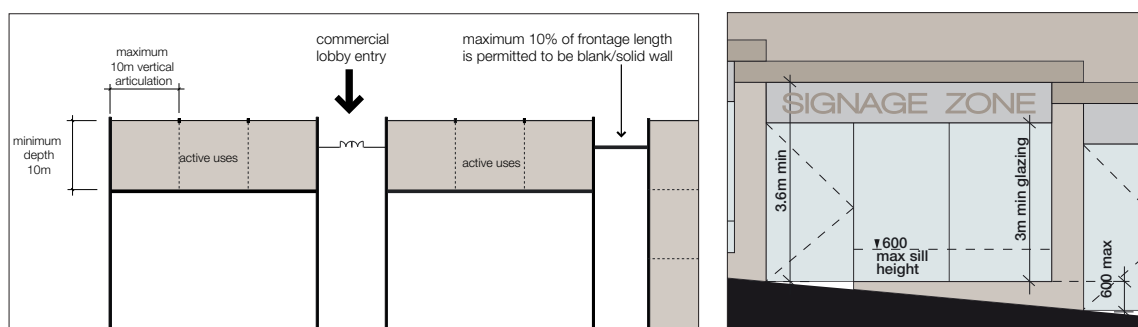 maximum
10m vertical
articulation
commercial
lobby entry
maximum 10% of frontage length
is permitted to be blank/solid wall
minimum
depth
10m
active uses
active uses
SIGNAGE ZONE
3.6m min
3m min glazing
600
max sill
height
600 max